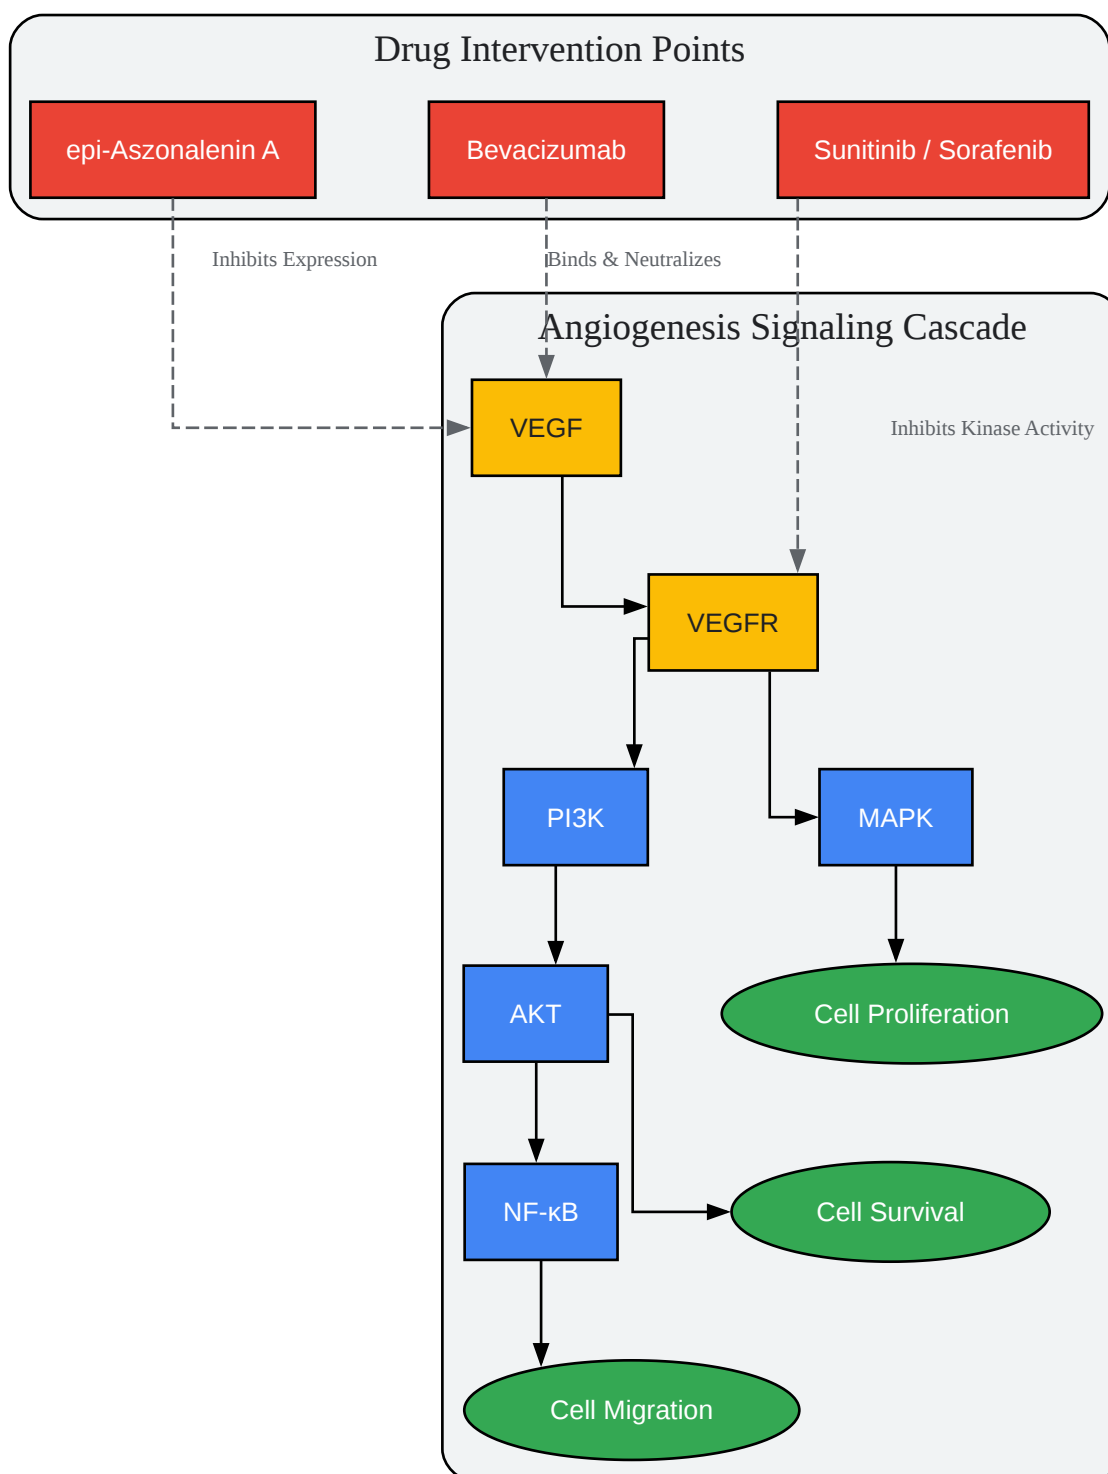 Drug Intervention Points
epi-Aszonalenin A
Bevacizumab
Sunitinib / Sorafenib
Inhibits Expression
Binds & Neutralizes
Angiogenesis Signaling Cascade
VEGF
Inhibits Kinase Activity
VEGFR
PI3K
MAPK
AKT
Cell Proliferation
NF-κB
Cell Survival
Cell Migration